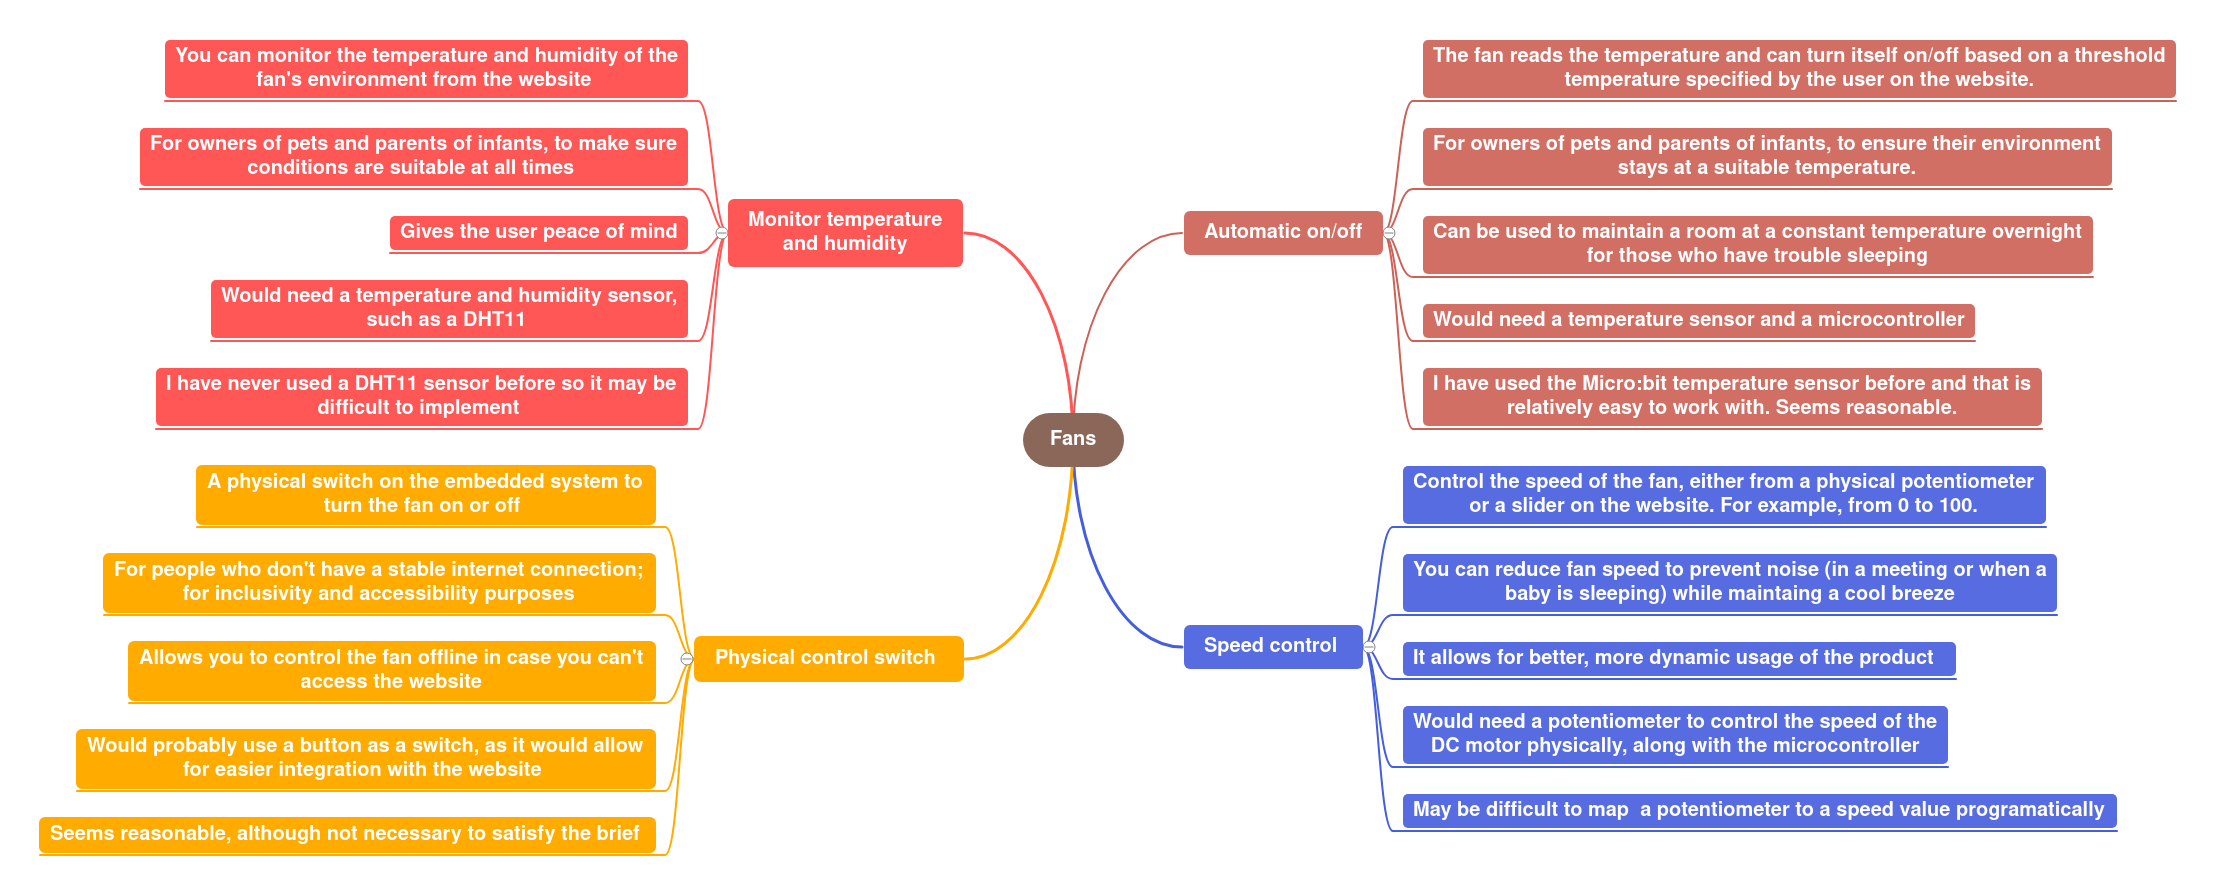 You can monitor the temperature and humidity of the
fan's environment from the website
For owners of pets and parents of infants, to make sure
conditions are suitable at all times
Gives the user peace of mind
Would need a temperature and humidity sensor,
such as a DHT11
I have never used a DHT11 sensor before so it may be
difficult to implement
Monitor temperature
and humidity
The fan reads the temperature and can turn itself on/off based on a threshold
temperature specified by the user on the website.
For owners of pets and parents of infants, to ensure their environment
stays at a suitable temperature.
Can be used to maintain a room at a constant temperature overnight
for those who have trouble sleeping
Would need a temperature sensor and a microcontroller
I have used the Micro:bit temperature sensor before and that is
relatively easy to work with. Seems reasonable.
Automatic on/off
Fans
A physical switch on the embedded system to
turn the fan on or off
For people who don't have a stable internet connection;
for inclusivity and accessibility purposes
Allows you to control the fan offline in case you can't
access the website
Would probably use a button as a switch, as it would allow
for easier integration with the website
Seems reasonable, although not necessary to satisfy the brief
Physical control switch
Control the speed of the fan, either from a physical potentiometer
or a slider on the website. For example, from 0 to 100.
You can reduce fan speed to prevent noise (in a meeting or when a
baby is sleeping) while maintaing a cool breeze
It allows for better, more dynamic usage of the product
Would need a potentiometer to control the speed of the
DC motor physically, along with the microcontroller
May be difficult to map  a potentiometer to a speed value programatically
Speed control